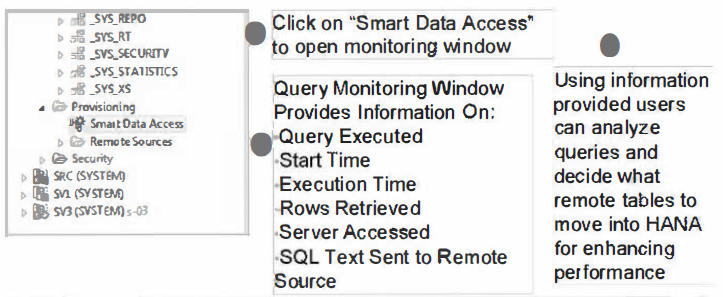 _SYS_REPO
_SYS_RT
_SYS_SECURITY
_SYS_STATISTICS
_SYS_XS
Provisioning
Smart Data Access
Remote Sources
Security
SRC (SYSTEM)
SV1 (SYSTEM)
SV3 (SYSTEM) s-03
Click on “Smart Data Access”
to open monitoring window
Query Monitoring Window
Provides Information On:
-Query Executed
-Start Time
-Execution Time
-Rows Retrieved
-Server Accessed
-SQL Text Sent to Remote
Source
Using information
provided users
can analyze
queries and
decide what
remote tables to
move into HANA
for enhancing
performance